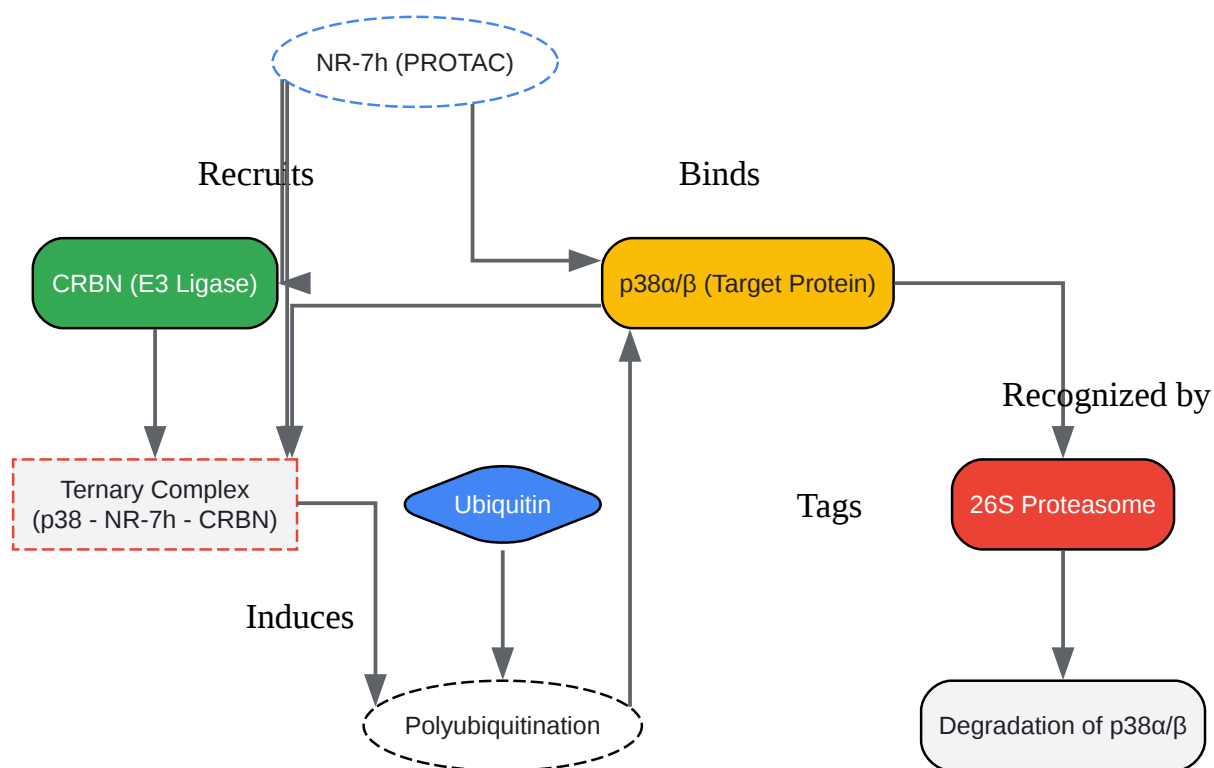 NR-7h (PROTAC)
Recruits
Binds
CRBN (E3 Ligase)
p38α/β (Target Protein)
Recognized by
Ternary Complex
(p38 - NR-7h - CRBN)
Ubiquitin
Tags
26S Proteasome
Induces
Polyubiquitination
Degradation of p38α/β